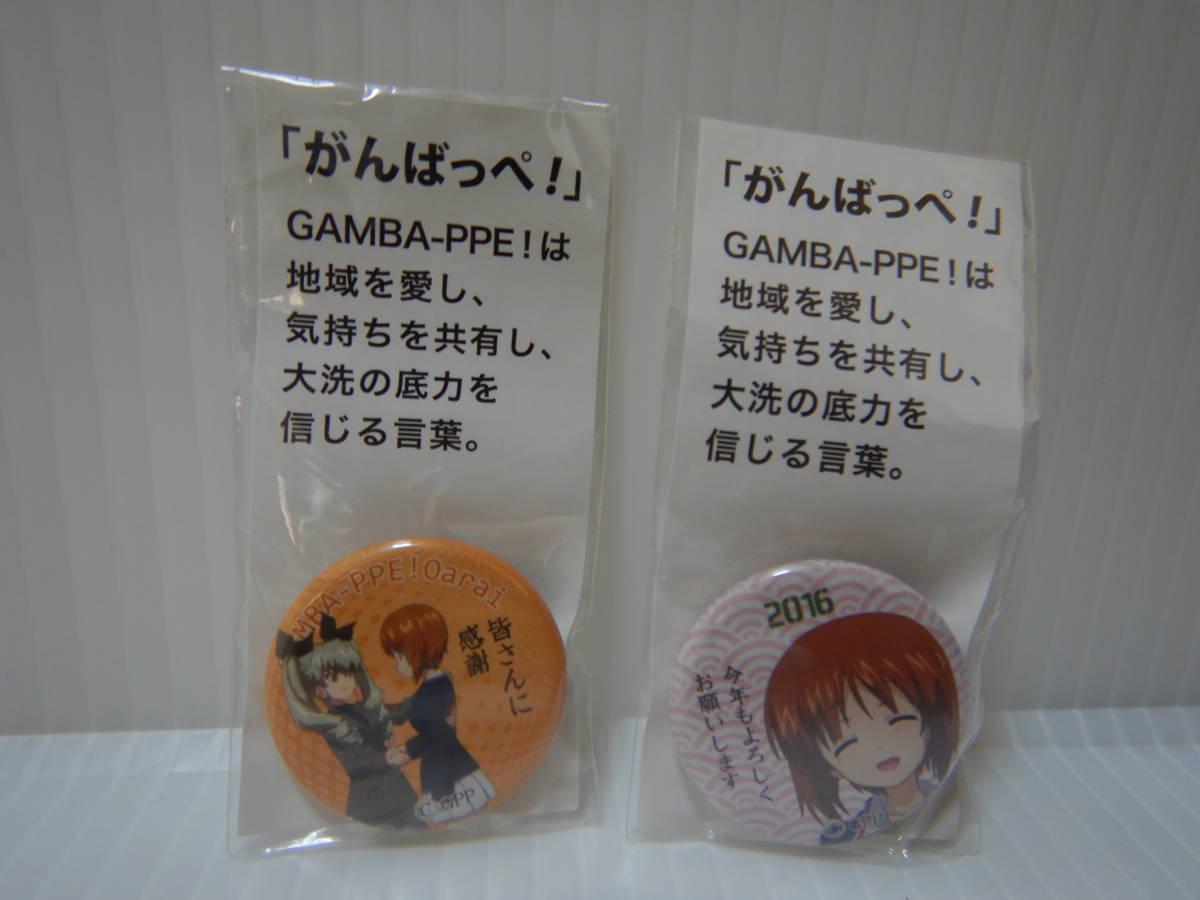 「がんばっぺ！」
GAMBA-PPE！は
地域を愛し、
気持ちを共有し、
大洗の底力を
信じる言葉。
MBA-PPE!Oarai
皆さんに
感謝
© GPP
「がんばっぺ！」
GAMBA-PPE！は
地域を愛し、
気持ちを共有し、
大洗の底力を
信じる言葉。
2016
今年もよろしく
お願いします
© GPP